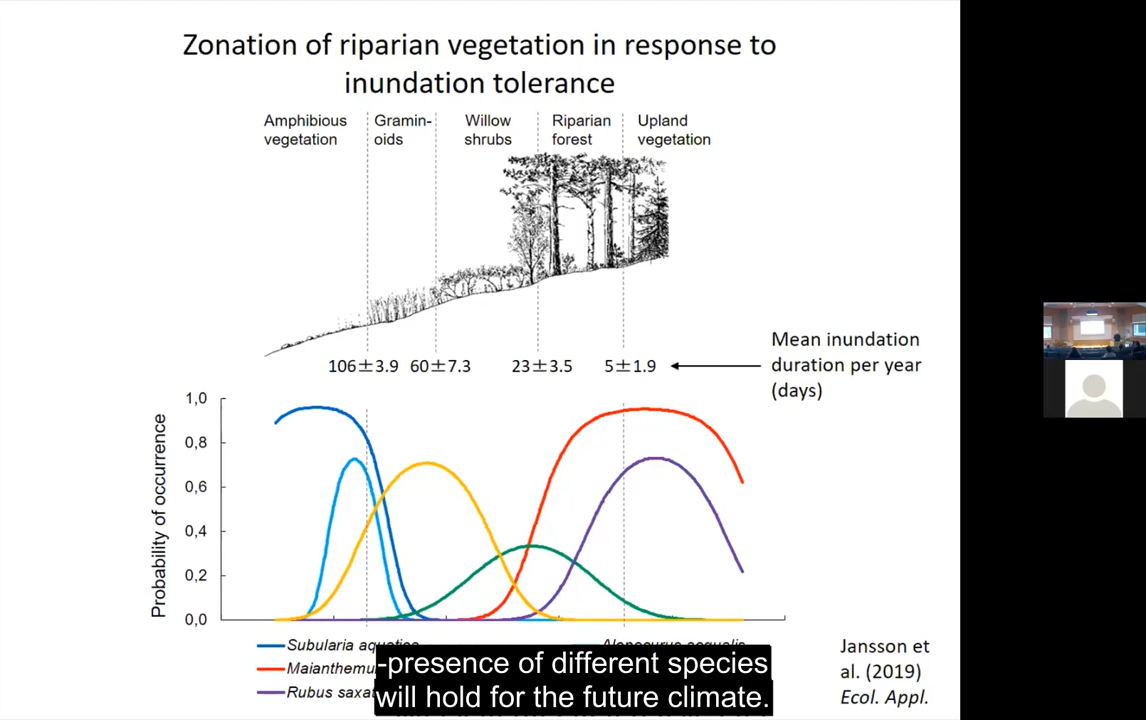 Zonation of riparian vegetation in response to
inundation tolerance
Amphibious
vegetation
Gramin-
oids
Willow
shrubs
Riparian
forest
Upland
vegetation
106±3.9 60±7.3 23±3.5 5±1.9
Mean inundation
duration per year
(days)
Probability of occurrence
1,0
0,8
0,6
0,4
0,2
0,0
Subularia
Rubus
Jansson et
al. (2019)
Ecol. Appl.
-presence of different species
will hold for the future climate.